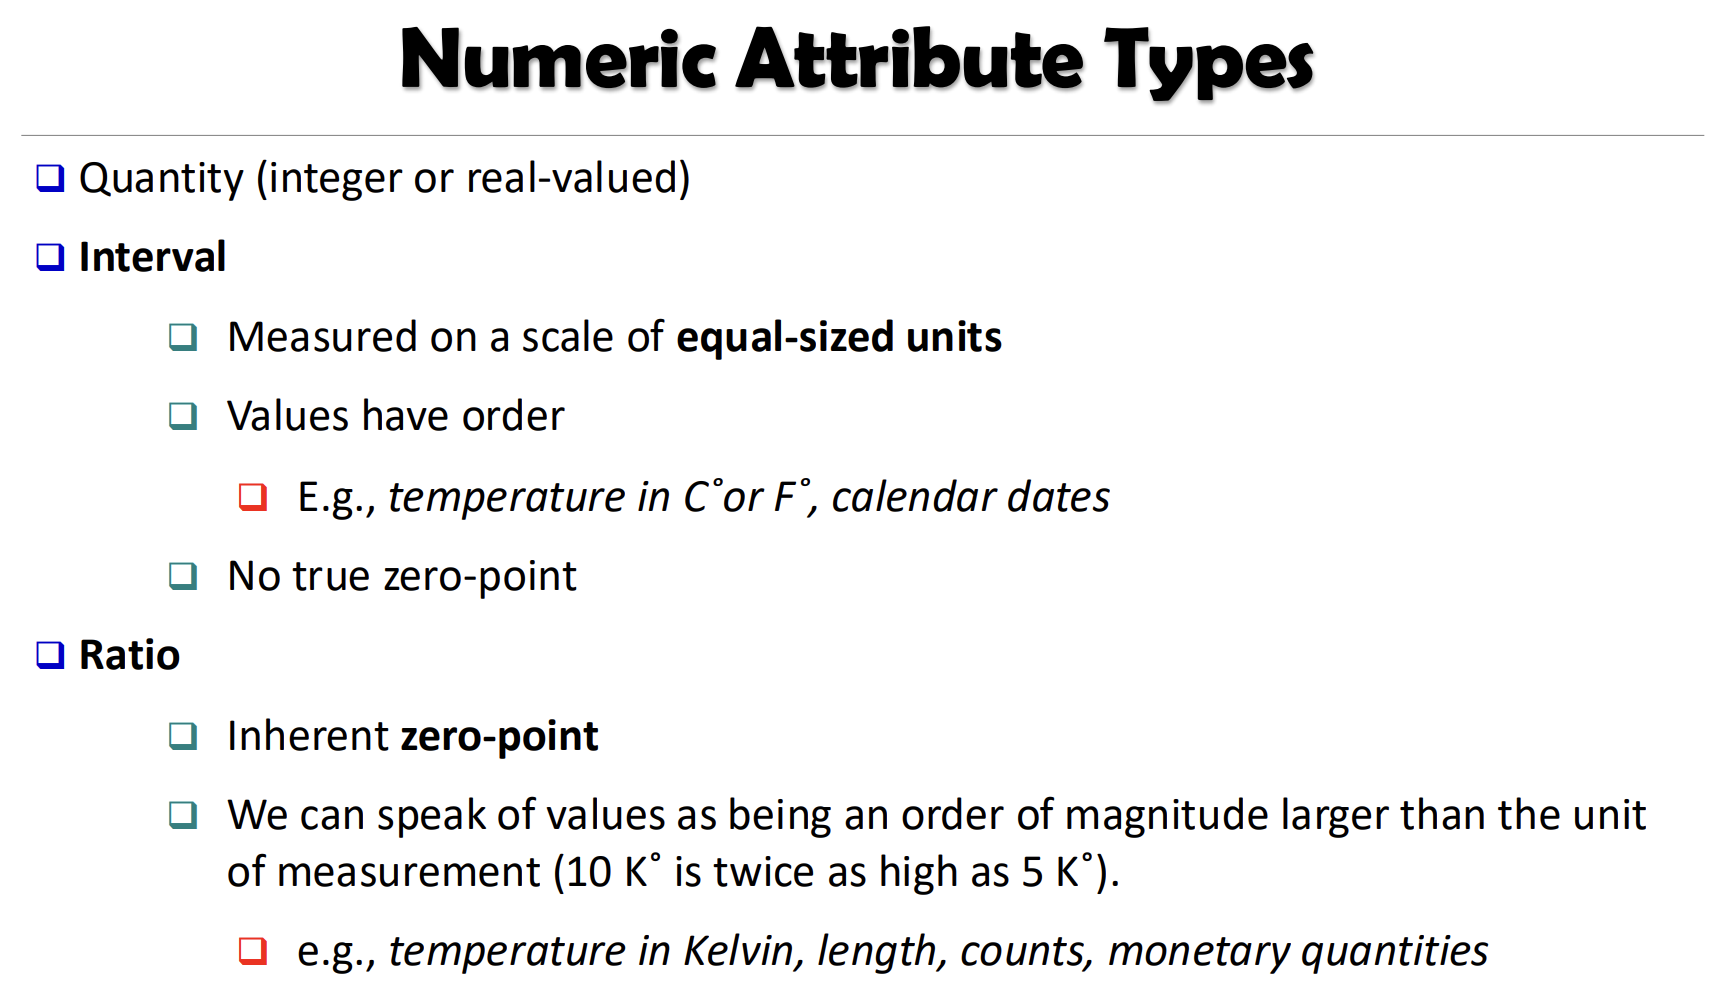 Numeric Attribute Types
Quantity (integer or real-valued)
Interval
Measured on a scale of equal-sized units
Values have order
E.g., temperature in C˚or F˚, calendar dates
No true zero-point
Ratio
Inherent zero-point
We can speak of values as being an order of magnitude larger than the unit
of measurement (10 K˚ is twice as high as 5 K˚).
e.g., temperature in Kelvin, length, counts, monetary quantities